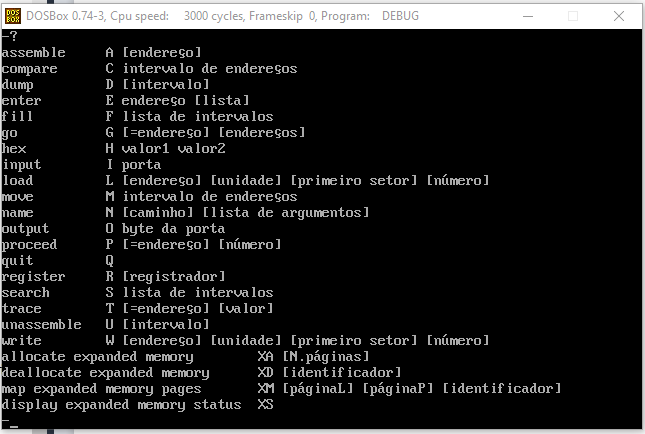 DOSBox 0.74-3, Cpu speed: 3000 cycles, Frameskip 0, Program: DEBUG
-?
assemble A [endereço]
compare C intervalo de endereços
dump D [intervalo]
enter E endereço [lista]
fill F lista de intervalos
go G [=endereço] [endereços]
hex H valor1 valor2
input I porta
load L [endereço] [unidade] [primeiro setor] [número]
move M intervalo de endereços
name N [caminho] [lista de argumentos]
output O byte da porta
proceed P [=endereço] [número]
quit Q
register R [registrador]
search S lista de intervalos
trace T [=endereço] [valor]
unassemble U [intervalo]
write W [endereço] [unidade] [primeiro setor] [número]
allocate expanded memory XA [N.páginas]
deallocate expanded memory XD [identificador]
map expanded memory pages XM [páginaL] [páginaP] [identificador]
display expanded memory status XS
-_